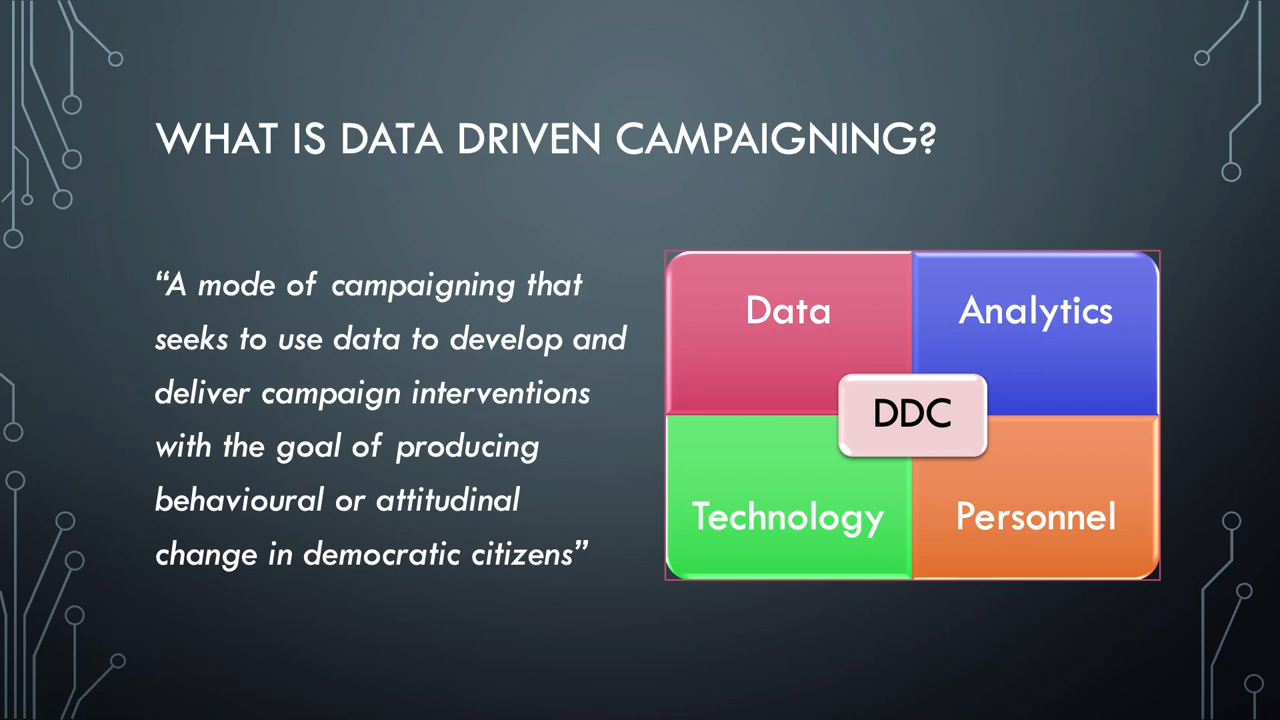 WHAT IS DATA DRIVEN CAMPAIGNING?
“A mode of campaigning that
seeks to use data to develop and
deliver campaign interventions
with the goal of producing
behavioural or attitudinal
change in democratic citizens”
Data
Analytics
DDC
Technology
Personnel